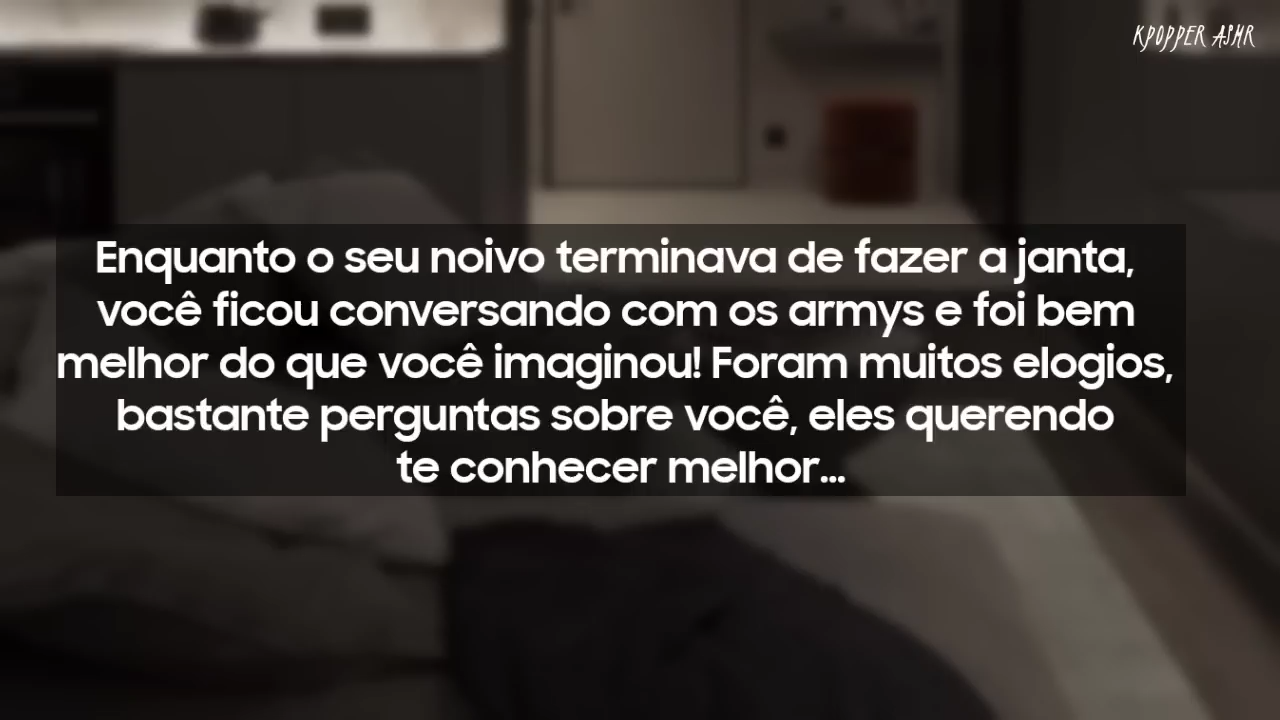 KPOPPER ASMR
Enquanto o seu noivo terminava de fazer a janta,
você ficou conversando com os armys e foi bem
melhor do que você imaginou! Foram muitos elogios,
bastante perguntas sobre você, eles querendo
te conhecer melhor...